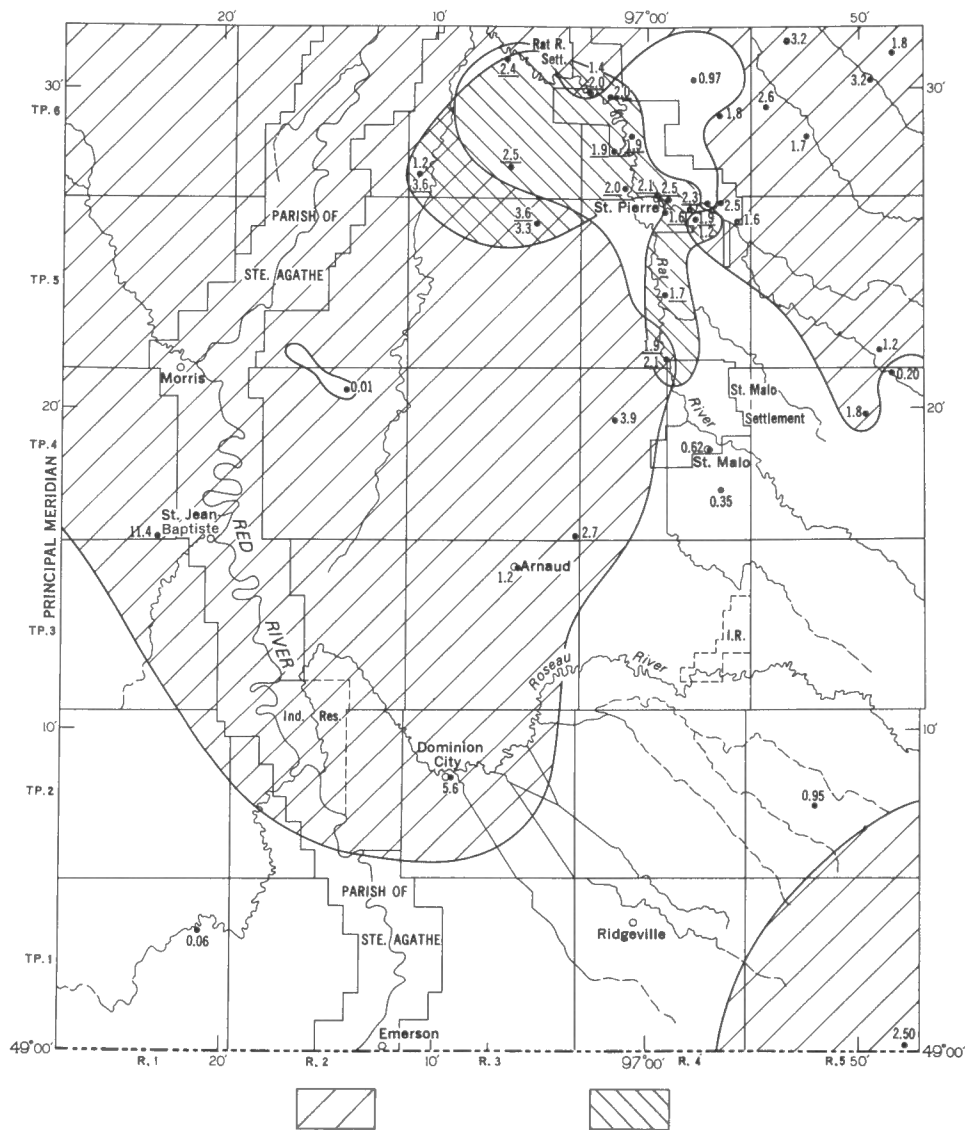 20′ 10′ 97°00′ 50′
3.2
1.8
Rat R.
Sett.
2.4
1.4
30′ 0.97 3.2 30′
2.0 2.0
TP. 6
2.6
1.8
1.7
1.9 1.9
1.2 2.5
3.6
2.0 2.1 2.5 2.3 2.5
PARISH OF
St. Pierre 1.6 1.9 1.6
3.6
3.3
1.2
STE. AGATHE
TP. 5
Rat
1.7
1.9
2.1
1.2
Morris
0.01
0.20
St. Malo
Settlement
20′ 1.8 20′
River
3.9
TP. 4
0.62
St. Malo
0.35
St. Jean
Baptiste
11.4
RED
RIVER
2.7
Arnaud
1.2
PRINCIPAL MERIDIAN
TP. 3
I.R.
Roseau River
Ind. Res.
10′ 10′
Dominion
City
5.6
TP. 2
0.95
PARISH OF
STE. AGATHE
0.06
Ridgeville
TP. 1
Emerson
2.50
49°00′ 49°00′
20′ 10′ 97°00′ 50′
R. 1 R. 2 R. 3 R. 4 R. 5